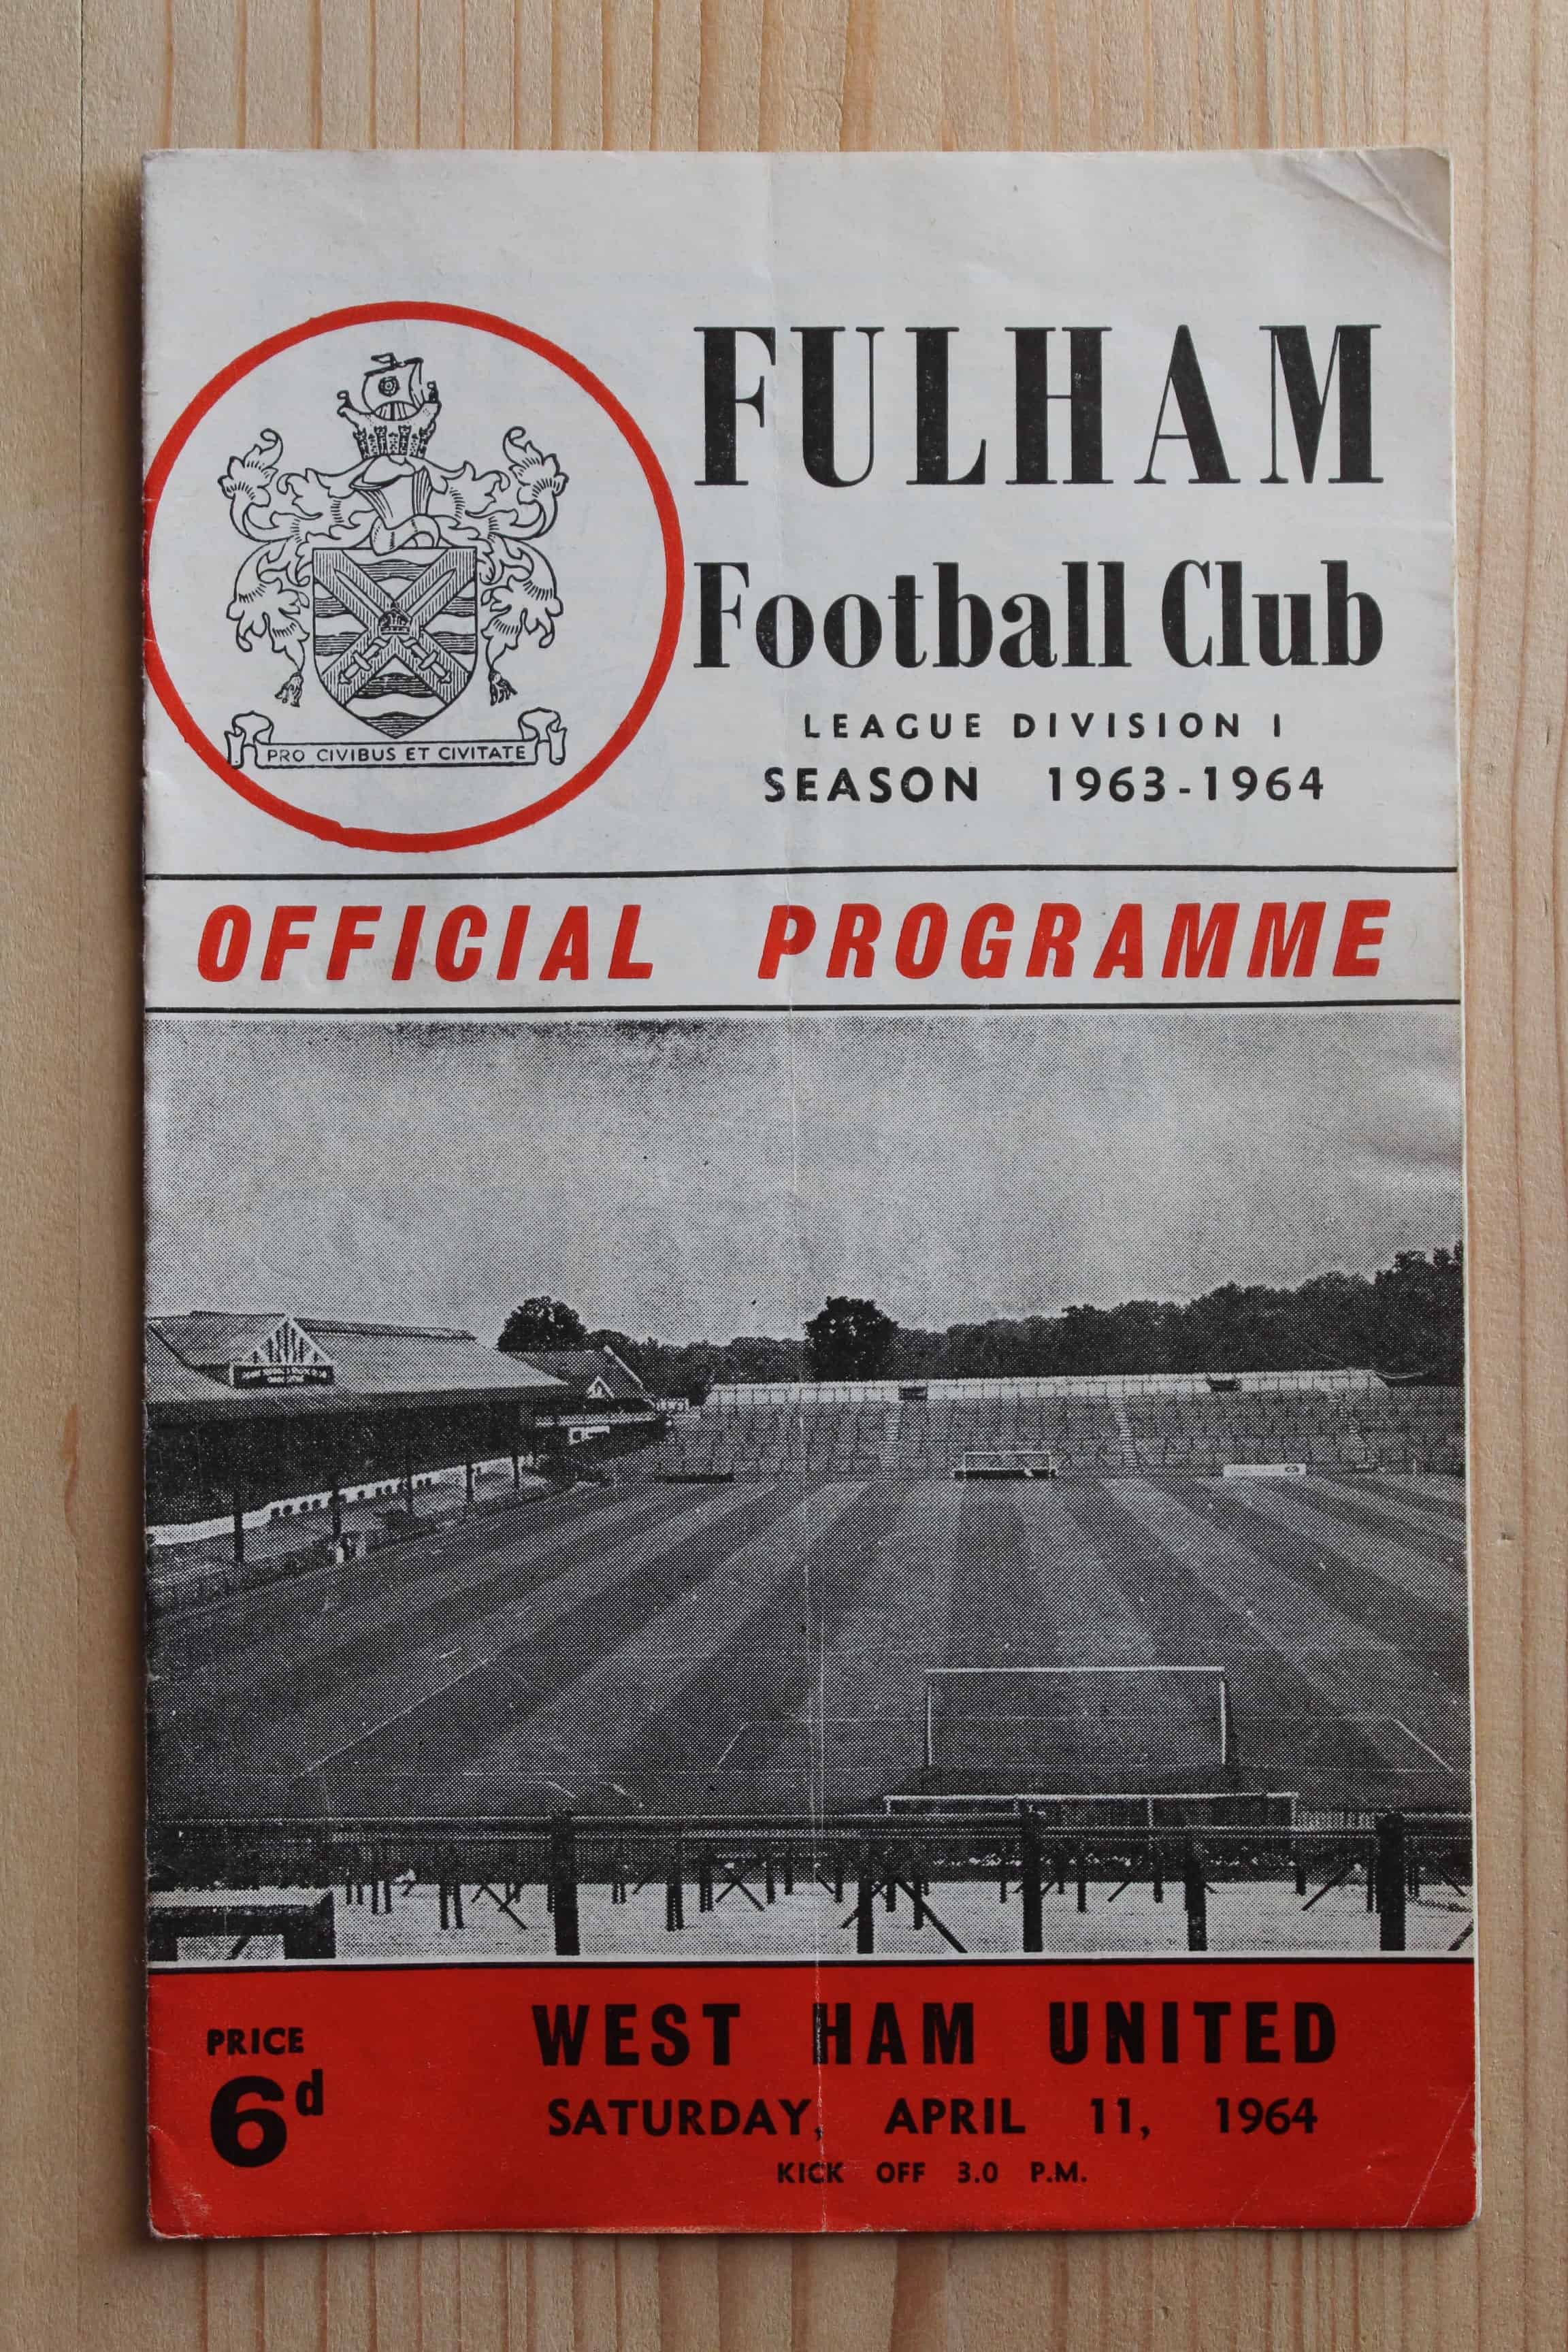 FULHAM
Football Club
LEAGUE DIVISION I
SEASON 1963-1964
PRO CIVIBUS ET CIVITATE
OFFICIAL PROGRAMME
PRICE
6d
WEST HAM UNITED
SATURDAY, APRIL 11, 1964
KICK OFF 3.0 P.M.